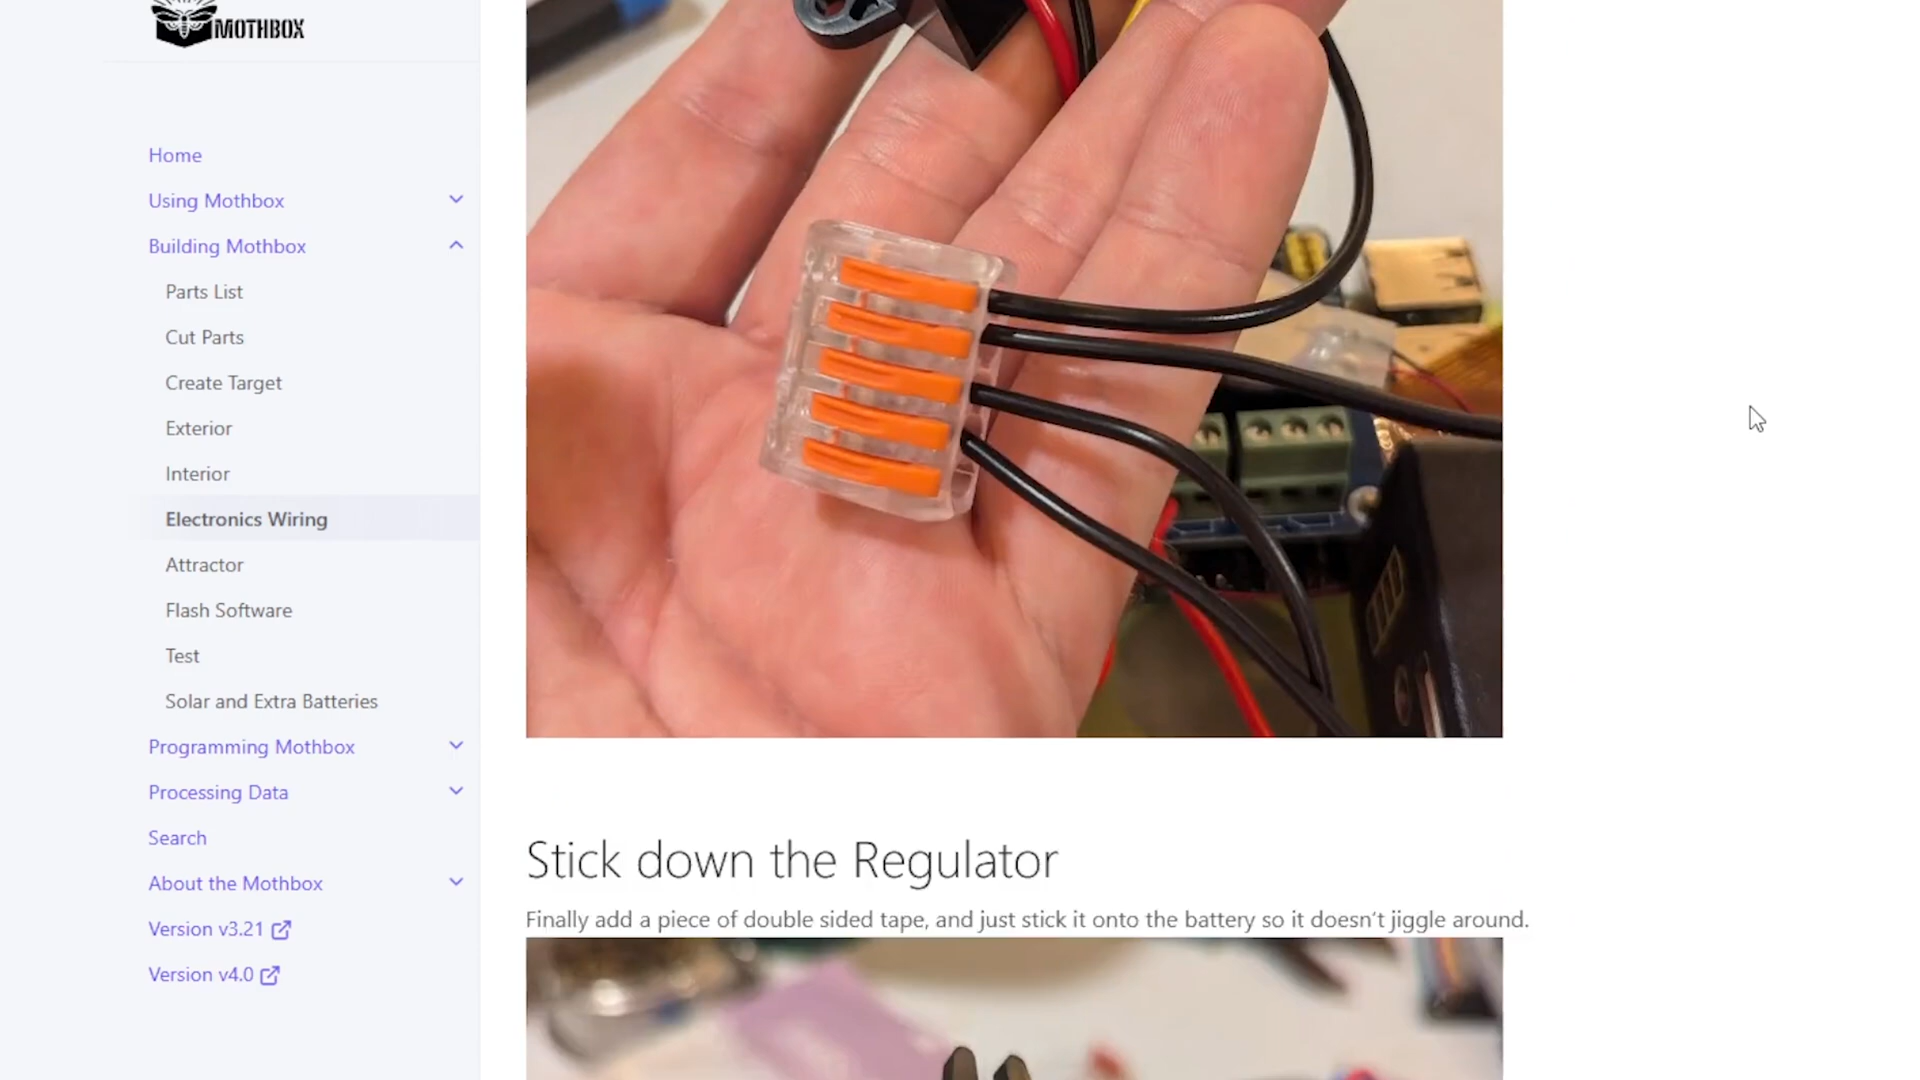 MOTHBOX
Home
Using Mothbox
Building Mothbox
Parts List
Cut Parts
Create Target
Exterior
Interior
Electronics Wiring
Attractor
Flash Software
Test
Solar and Extra Batteries
Programming Mothbox
Processing Data
Search
About the Mothbox
Version v3.21
Version v4.0
Stick down the Regulator
Finally add a piece of double sided tape, and just stick it onto the battery so it doesn’t jiggle around.